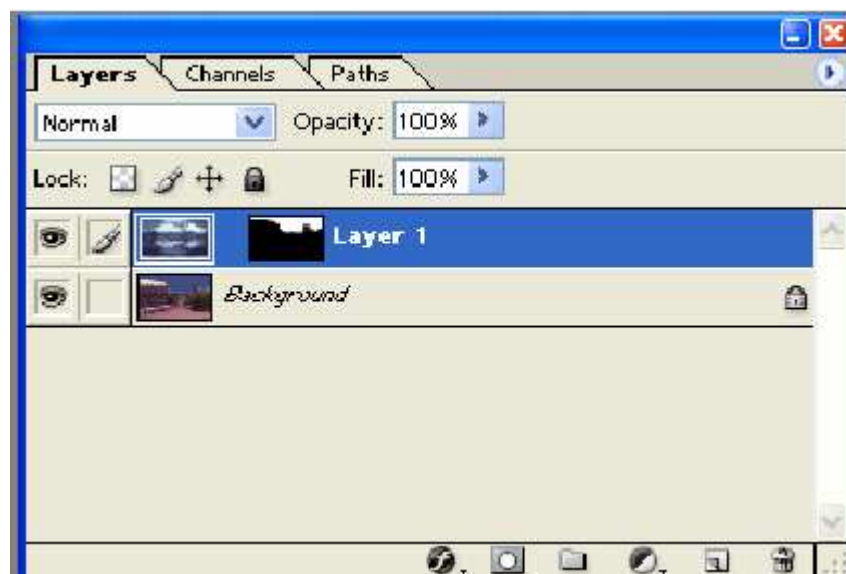 Layers Channels Paths
Normal Opacity: 100%
Lock: Fill: 100%
Layer 1
Background